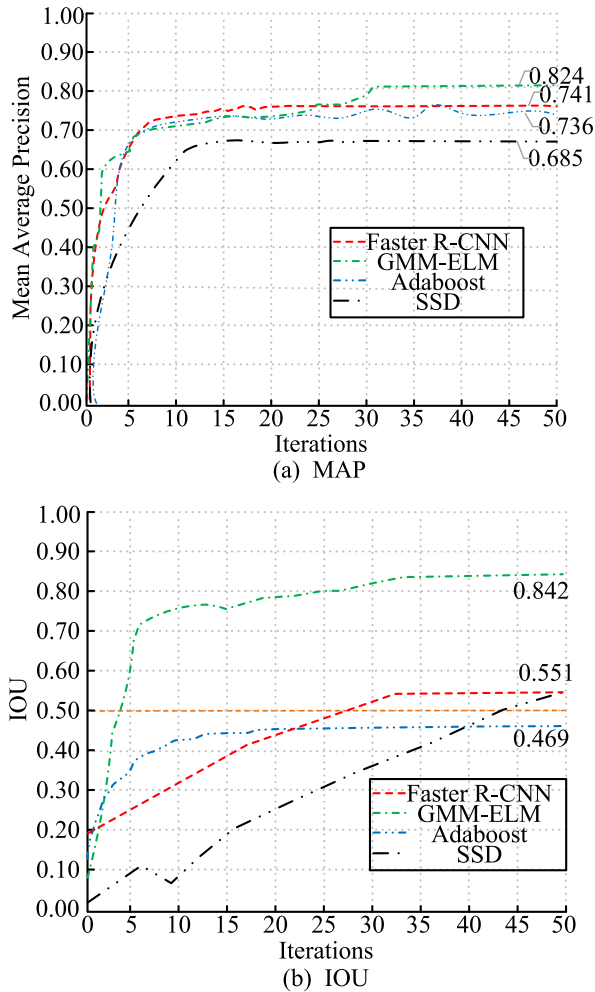 1.00
0.90
0.80
0.70
0.60
0.50
0.40
0.30
0.20
0.10
0.00
Mean Average Precision
0.824
0.741
0.736
0.685
Faster R-CNN
GMM-ELM
Adaboost
SSD
0 5 10 15 20 25 30 35 40 45 50
Iterations
(a) MAP
1.00
0.90
0.80
0.70
0.60
0.50
0.40
0.30
0.20
0.10
0.00
IOU
0.842
0.551
0.469
Faster R-CNN
GMM-ELM
Adaboost
SSD
0 5 10 15 20 25 30 35 40 45 50
Iterations
(b) IOU